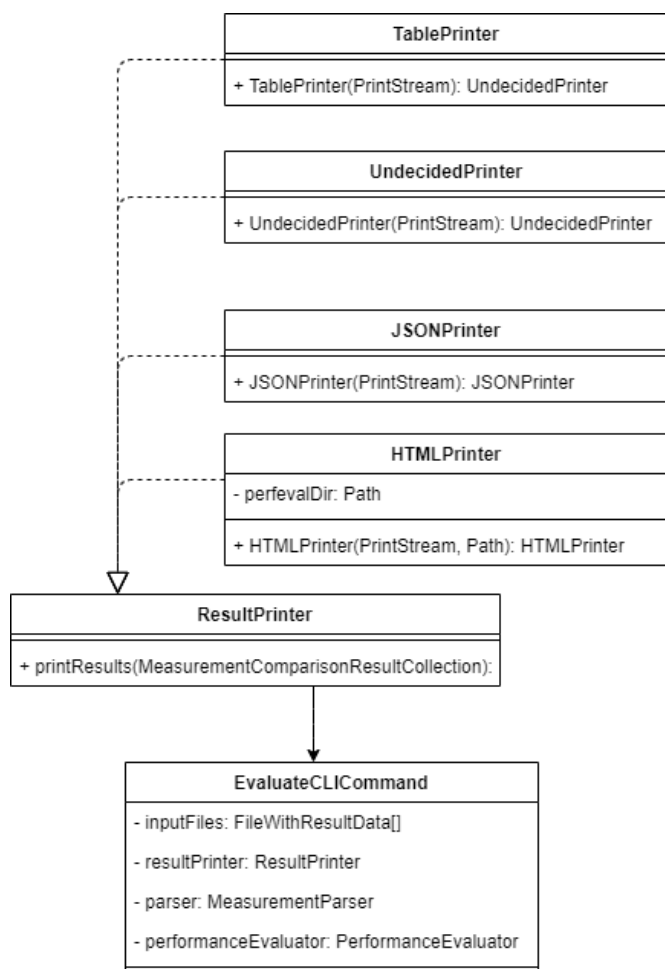 TablePrinter
+ TablePrinter(PrintStream): UndecidedPrinter
UndecidedPrinter
+ UndecidedPrinter(PrintStream): UndecidedPrinter
JSONPrinter
+ JSONPrinter(PrintStream): JSONPrinter
HTMLPrinter
- perfevalDir: Path
+ HTMLPrinter(PrintStream, Path): HTMLPrinter
ResultPrinter
+ printResults(MeasurementComparisonResultCollection):
EvaluateCLICommand
- inputFiles: FileWithResultData[]
- resultPrinter: ResultPrinter
- parser: MeasurementParser
- performanceEvaluator: PerformanceEvaluator